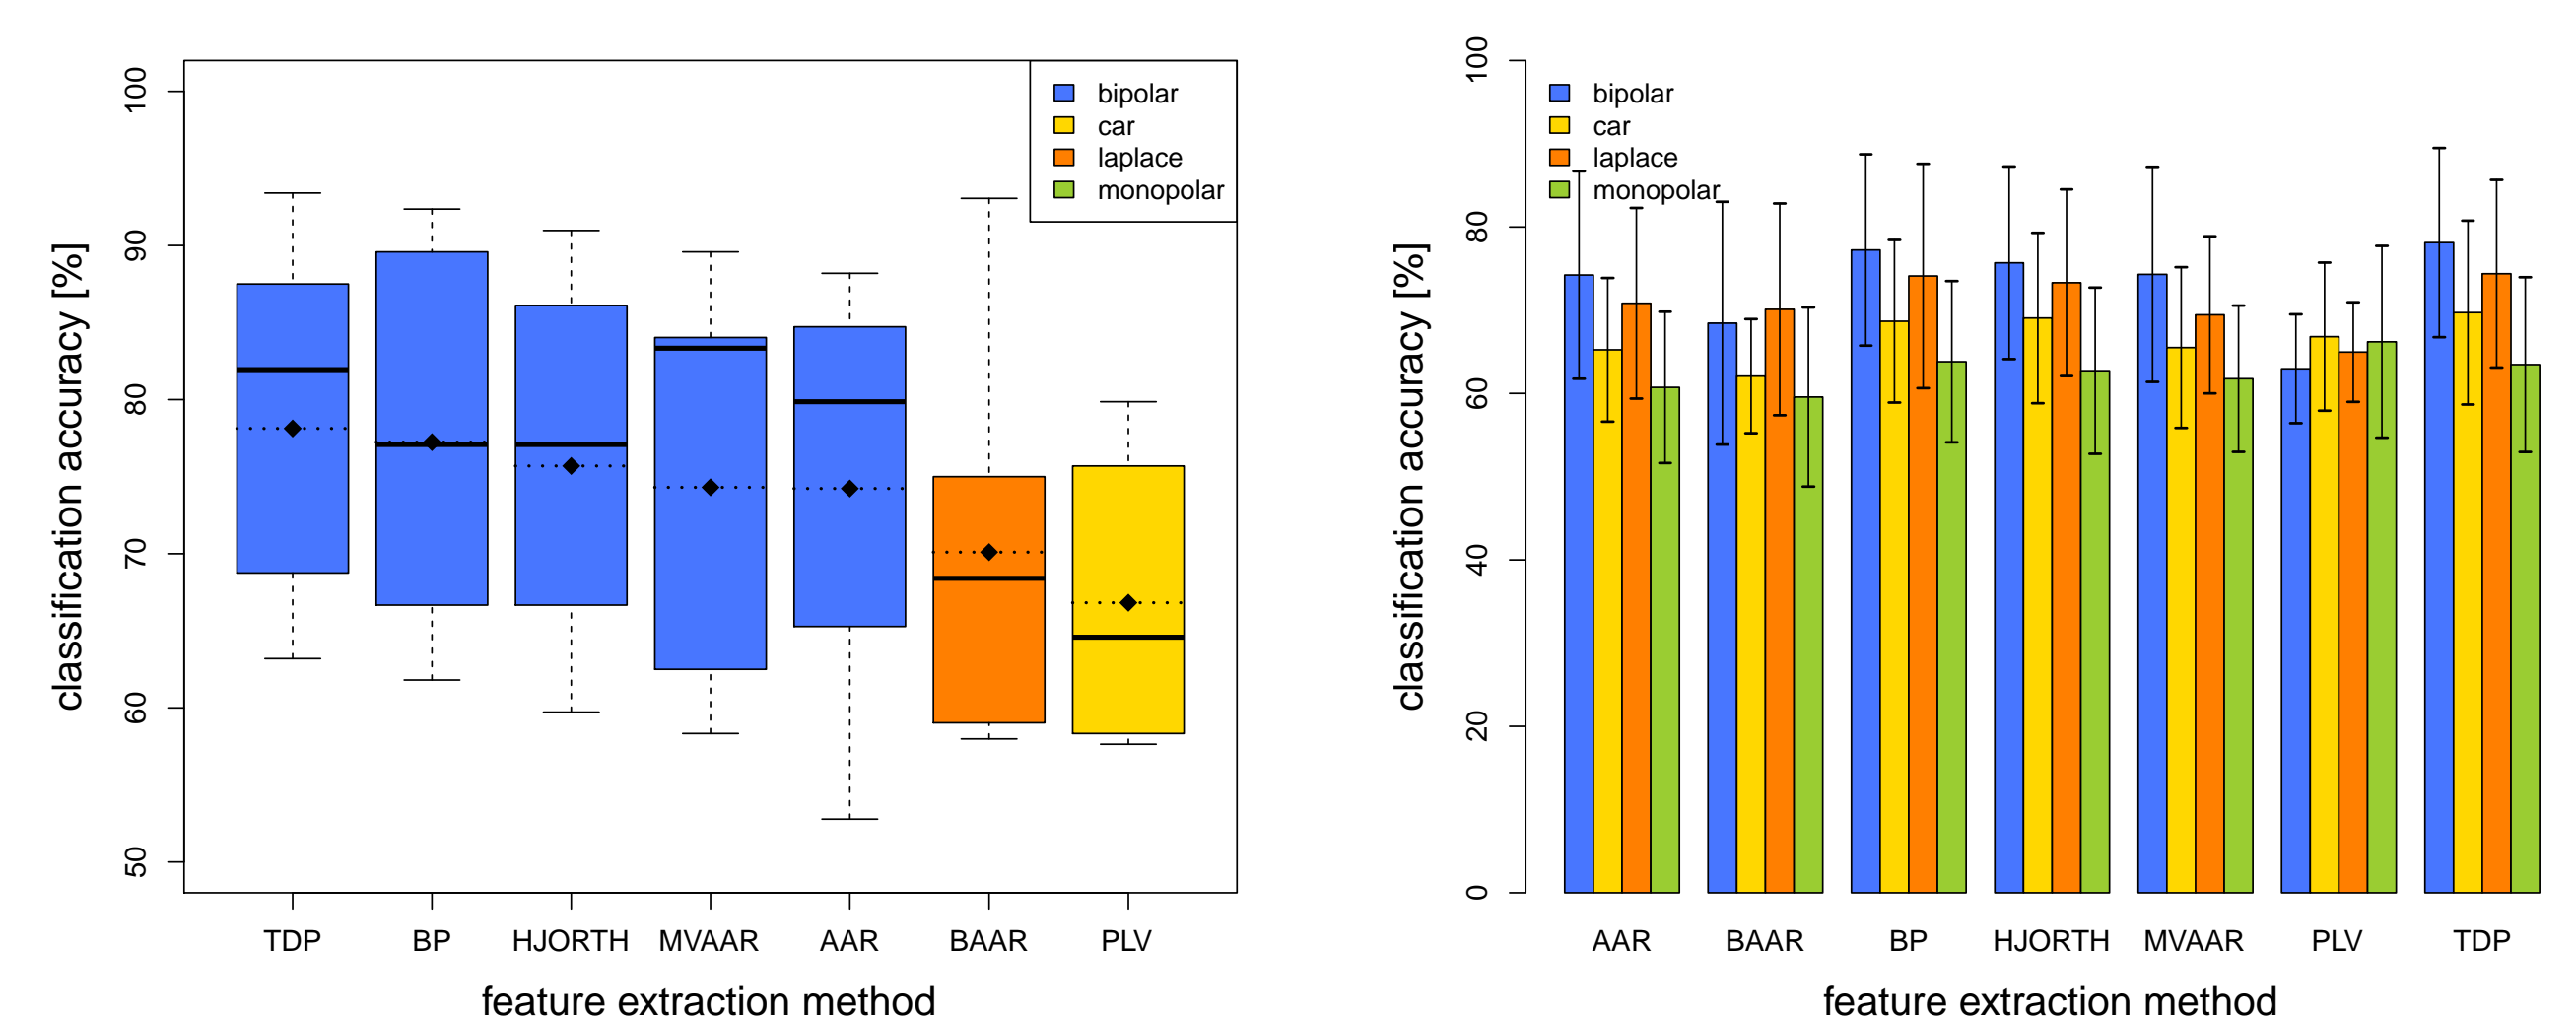 classification accuracy [%]
100
90
80
70
60
50
bipolar
car
laplace
monopolar
TDP BP HJORTH MVAAR AAR BAAR PLV
feature extraction method
classification accuracy [%]
100
80
60
40
20
0
bipolar
car
laplace
monopolar
AAR BAAR BP HJORTH MVAAR PLV TDP
feature extraction method